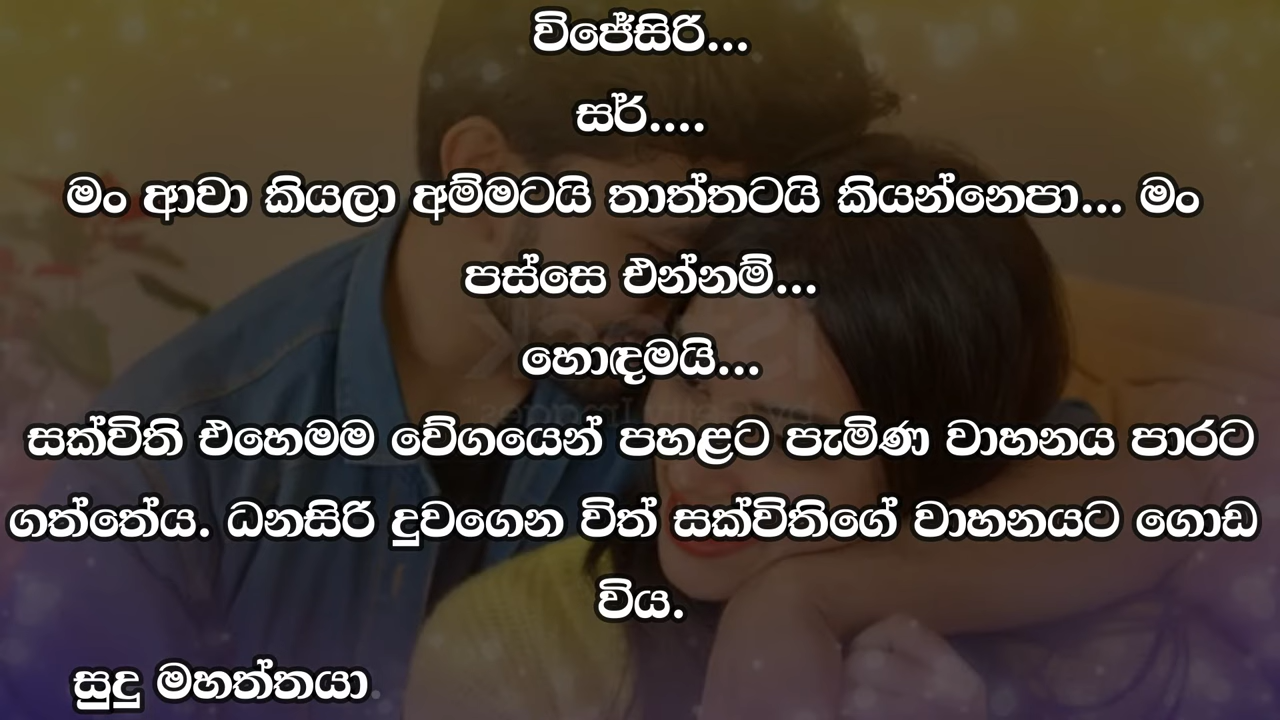 විජේසිරි...
සර්....
මං ආවා කියලා අම්මටයි තාත්තටයි කියන්නෙපා... මං
පස්සෙ එන්නම්...
හොඳමයි...
සක්විති එහෙමම වේගයෙන් පහළට පැමිණ වාහනය පාරට
ගත්තේය. ධනසිරි දුවගෙන විත් සක්විතිගේ වාහනයට ගොඩ
විය.
සුදු මහත්තයා.